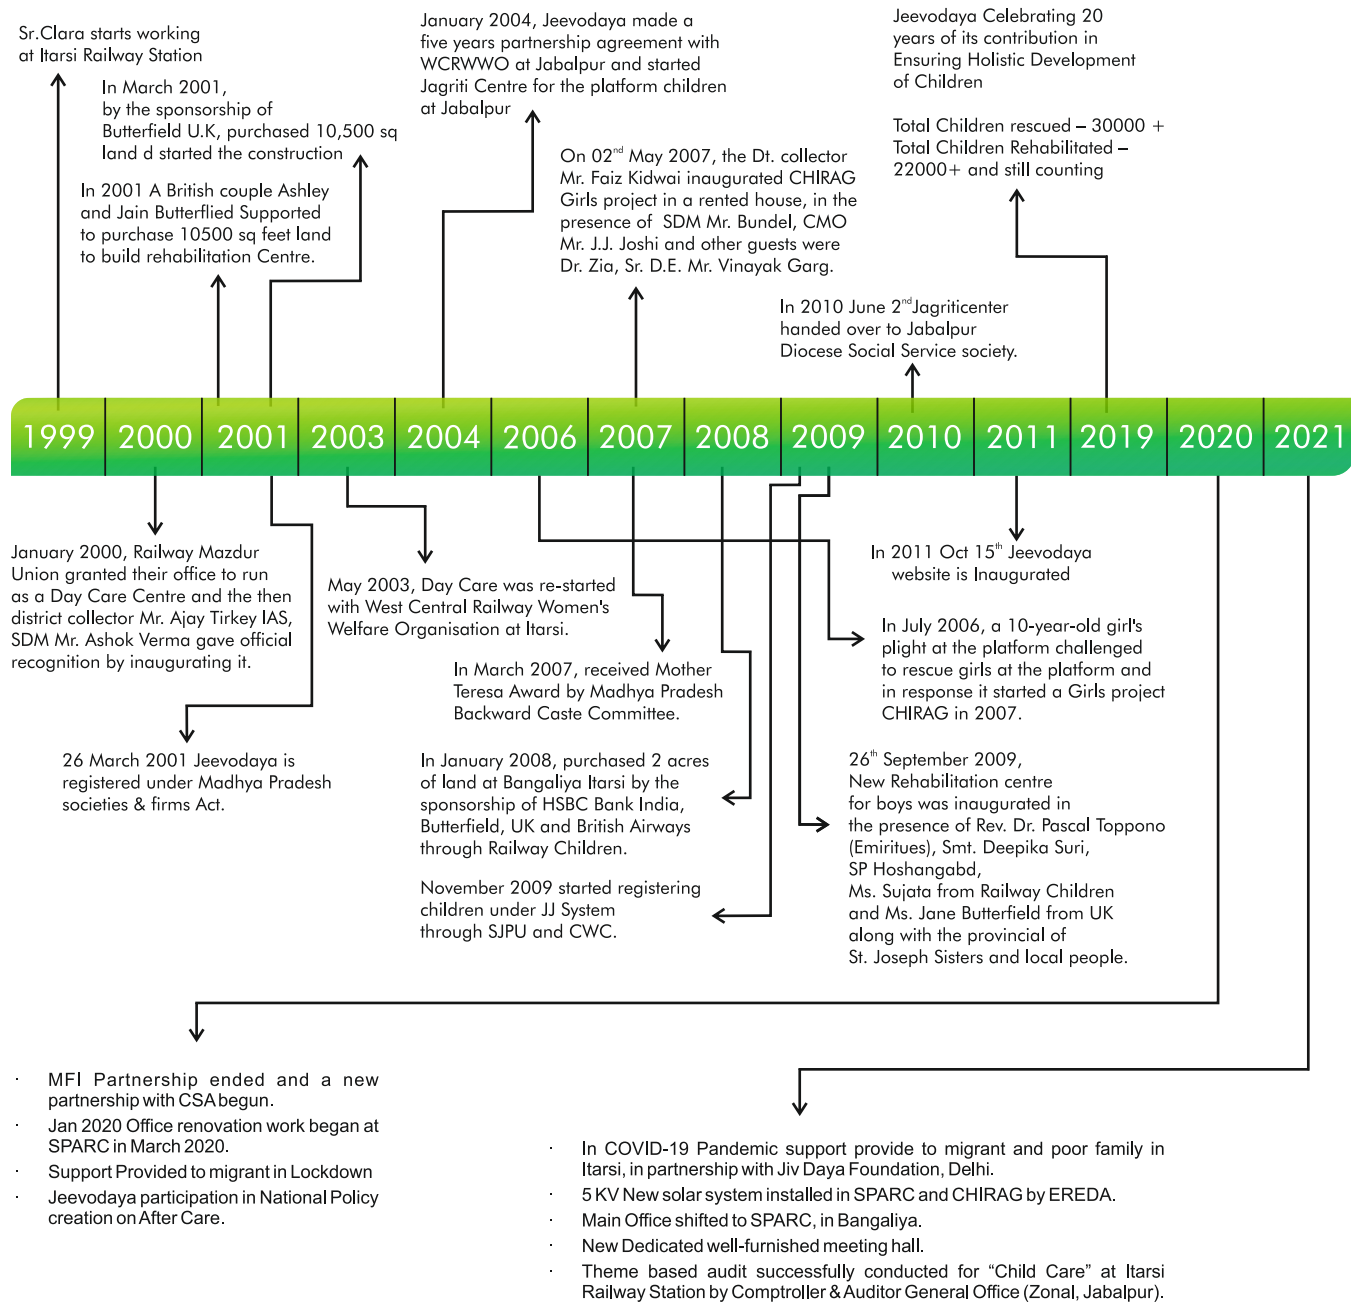 Sr.Clara starts working
at Itarsi Railway Station
In March 2001,
by the sponsorship of
Butterfield U.K, purchased 10,500 sq
land d started the construction
In 2001 A British couple Ashley
and Jain Butterflied Supported
to purchase 10500 sq feet land
to build rehabilitation Centre.
January 2004, Jeevodaya made a
five years partnership agreement with
WCRWWO at Jabalpur and started
Jagriti Centre for the platform children
at Jabalpur
On 02nd May 2007, the Dt. collector
Mr. Faiz Kidwai inaugurated CHIRAG
Girls project in a rented house, in the
presence of SDM Mr. Bundel, CMO
Mr. J.J. Joshi and other guests were
Dr. Zia, Sr. D.E. Mr. Vinayak Garg.
In 2010 June 2nd Jagriticenter
handed over to Jabalpur
Diocese Social Service society.
Jeevodaya Celebrating 20
years of its contribution in
Ensuring Holistic Development
of Children
Total Children rescued – 30000 +
Total Children Rehabilitated –
22000+ and still counting
1999 2000 2001 2003 2004 2006 2007 2008 2009 2010 2011 2019 2020 2021
January 2000, Railway Mazdur
Union granted their office to run
as a Day Care Centre and the then
district collector Mr. Ajay Tirkey IAS,
SDM Mr. Ashok Verma gave official
recognition by inaugurating it.
26 March 2001 Jeevodaya is
registered under Madhya Pradesh
societies & firms Act.
May 2003, Day Care was re-started
with West Central Railway Women's
Welfare Organisation at Itarsi.
In March 2007, received Mother
Teresa Award by Madhya Pradesh
Backward Caste Committee.
In January 2008, purchased 2 acres
of land at Bangaliya Itarsi by the
sponsorship of HSBC Bank India,
Butterfield, UK and British Airways
through Railway Children.
November 2009 started registering
children under JJ System
through SJPU and CWC.
In 2011 Oct 15th Jeevodaya
website is Inaugurated
In July 2006, a 10-year-old girl's
plight at the platform challenged
to rescue girls at the platform and
in response it started a Girls project
CHIRAG in 2007.
26th September 2009,
New Rehabilitation centre
for boys was inaugurated in
the presence of Rev. Dr. Pascal Toppono
(Emiritues), Smt. Deepika Suri,
SP Hoshangabd,
Ms. Sujata from Railway Children
and Ms. Jane Butterfield from UK
along with the provincial of
St. Joseph Sisters and local people.
· MFI Partnership ended and a new
partnership with CSA begun.
· Jan 2020 Office renovation work began at
SPARC in March 2020.
· Support Provided to migrant in Lockdown
· Jeevodaya participation in National Policy
creation on After Care.
· In COVID-19 Pandemic support provide to migrant and poor family in
Itarsi, in partnership with Jiv Daya Foundation, Delhi.
· 5 KV New solar system installed in SPARC and CHIRAG by EREDA.
· Main Office shifted to SPARC, in Bangaliya.
· New Dedicated well-furnished meeting hall.
· Theme based audit successfully conducted for “Child Care” at Itarsi
Railway Station by Comptroller & Auditor General Office (Zonal, Jabalpur).